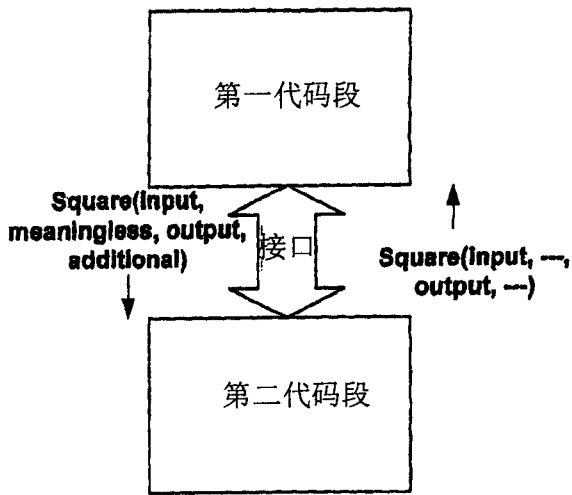 第一代码段
Square(input,
meaningless, output,
additional)
接口
Square(input, ---,
output, ---)
第二代码段